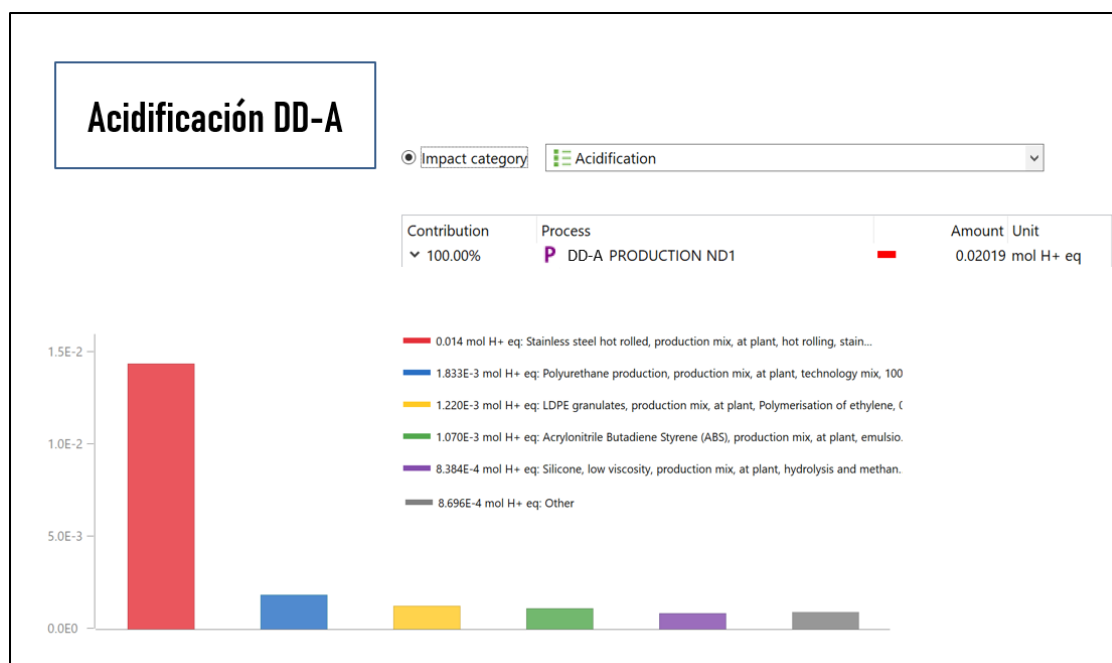 Acidificación DD-A
Impact category
Acidification
Contribution Process Amount Unit
100.00% P DD-A PRODUCTION ND1 0.02019 mol H+ eq
1.5E-2
1.0E-2
5.0E-3
0.0E0
0.014 mol H+ eq: Stainless steel hot rolled, production mix, at plant, hot rolling, stain...
1.833E-3 mol H+ eq: Polyurethane production, production mix, at plant, technology mix, 100
1.220E-3 mol H+ eq: LDPE granulates, production mix, at plant, Polymerisation of ethylene,
1.070E-3 mol H+ eq: Acrylonitrile Butadiene Styrene (ABS), production mix, at plant, emulsio.
8.384E-4 mol H+ eq: Silicone, low viscosity, production mix, at plant, hydrolysis and methan.
8.696E-4 mol H+ eq: Other